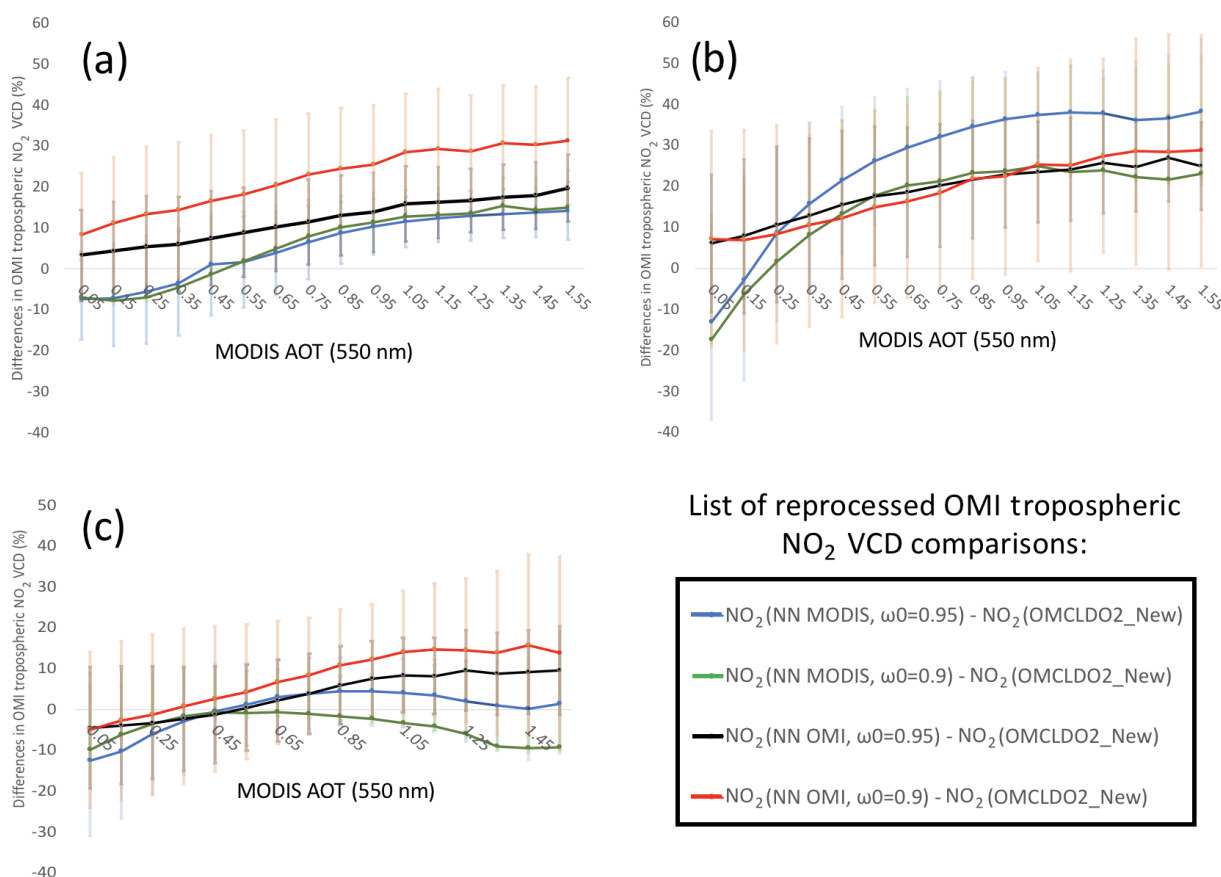 (a)
Differences in OMI tropospheric NO2 VCD (%)
60
50
40
30
20
10
0
-10
-20
-30
-40
0.05 0.15 0.25 0.35 0.45 0.55 0.65 0.75 0.85 0.95 1.05 1.15 1.25 1.35 1.45 1.55
MODIS AOT (550 nm)
(b)
Differences in OMI tropospheric NO2 VCD (%)
60
50
40
30
20
10
0
-10
-20
-30
-40
0.05 0.15 0.25 0.35 0.45 0.55 0.65 0.75 0.85 0.95 1.05 1.15 1.25 1.35 1.45 1.55
MODIS AOT (550 nm)
(c)
Differences in OMI tropospheric NO2 VCD (%)
50
40
30
20
10
0
-10
-20
-30
-40
0.05 0.25 0.45 0.65 0.85 1.05 1.25 1.45
MODIS AOT (550 nm)
List of reprocessed OMI tropospheric
NO2 VCD comparisons:
NO2 (NN MODIS, ω0=0.95) - NO2 (OMCLDO2_New)
NO2 (NN MODIS, ω0=0.9) - NO2 (OMCLDO2_New)
NO2 (NN OMI, ω0=0.95) - NO2 (OMCLDO2_New)
NO2 (NN OMI, ω0=0.9) - NO2 (OMCLDO2_New)